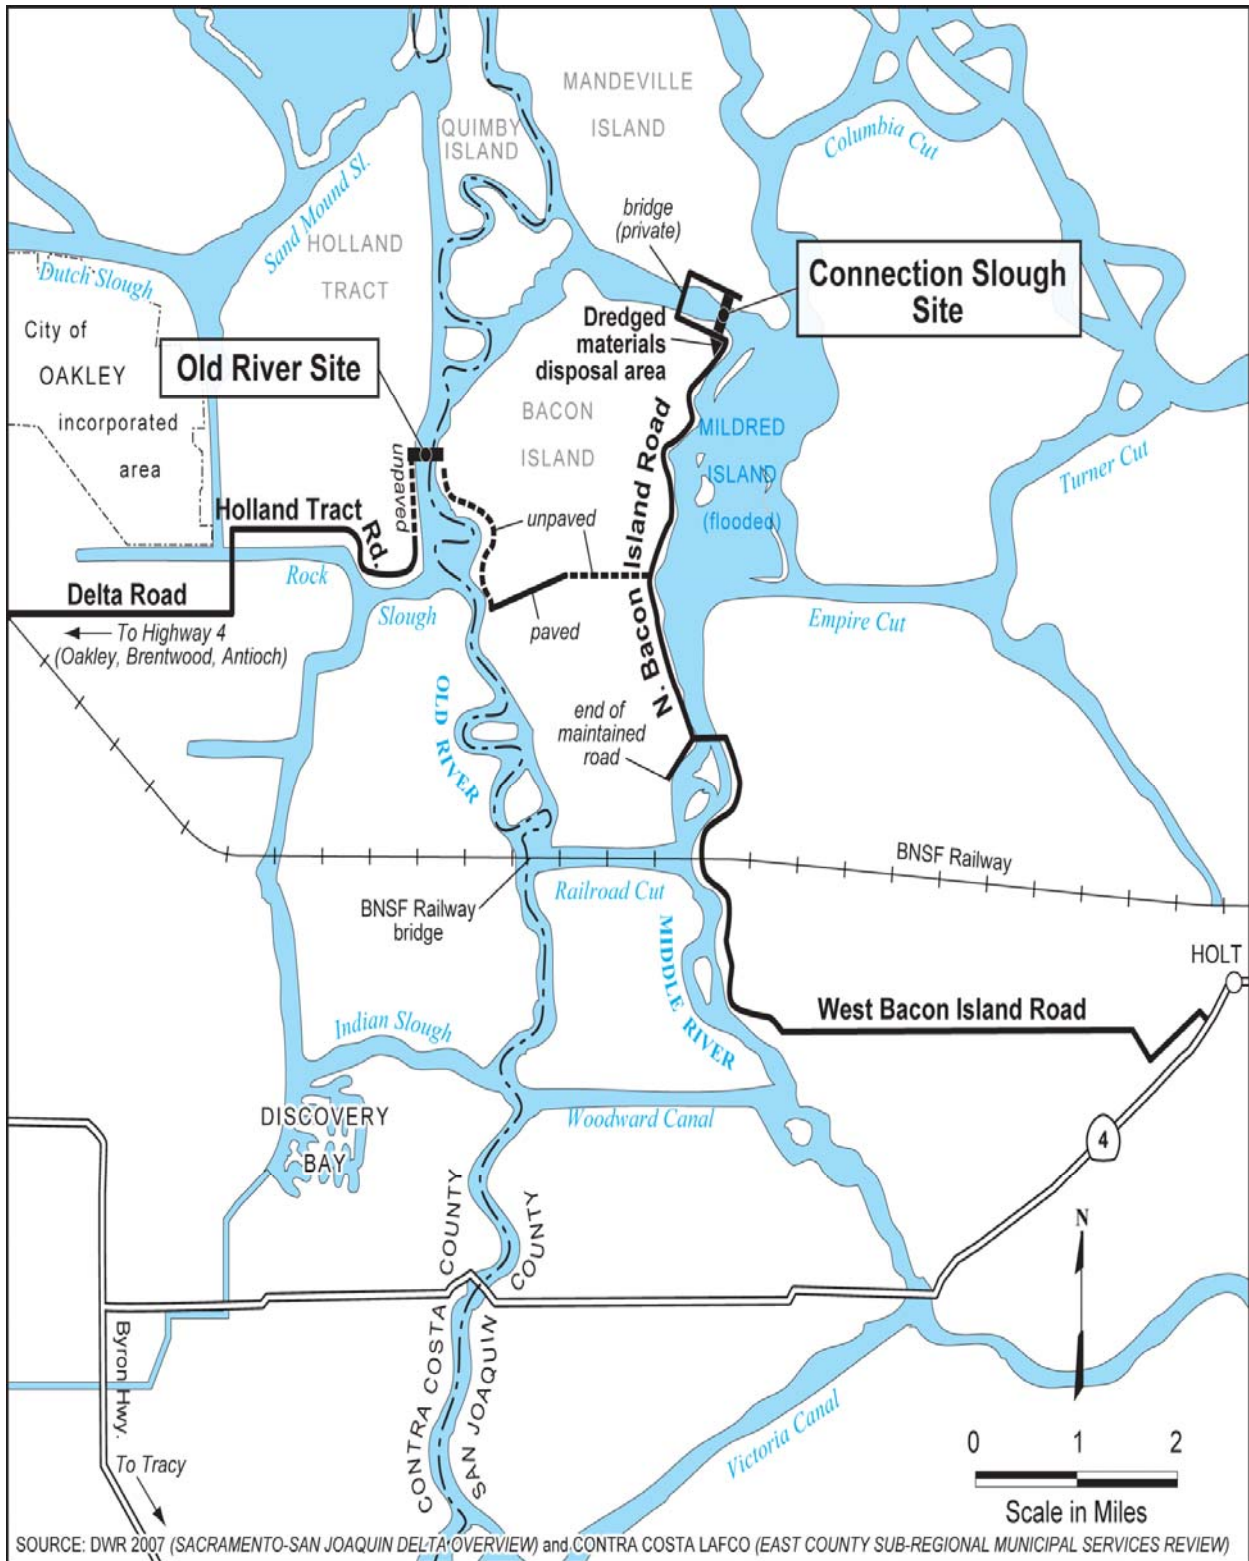 MANDEVILLE
ISLAND
QUIMBY
ISLAND
Columbia Cut
Sand Mound Sl.
bridge
(private)
HOLLAND
TRACT
Dutch Slough
Connection Slough
Site
City of
OAKLEY
incorporated
area
Old River Site
Dredged
materials
disposal area
BACON
ISLAND
MILDRED
ISLAND
(flooded)
Turner Cut
unpaved
Holland Tract
Rd.
unpaved
N. Bacon Island Road
Rock
Slough
Delta Road
To Highway 4
(Oakley, Brentwood, Antioch)
paved
Empire Cut
OLD RIVER
end of
maintained
road
BNSF Railway
Railroad Cut
BNSF Railway
bridge
MIDDLE RIVER
HOLT
West Bacon Island Road
Indian Slough
DISCOVERY
BAY
Woodward Canal
4
CONTRA COSTA COUNTY
SAN JOAQUIN COUNTY
N
Byron Hwy.
To Tracy
Victoria Canal
0 1 2
Scale in Miles
SOURCE: DWR 2007 (SACRAMENTO-SAN JOAQUIN DELTA OVERVIEW) and CONTRA COSTA LAFCO (EAST COUNTY SUB-REGIONAL MUNICIPAL SERVICES REVIEW)